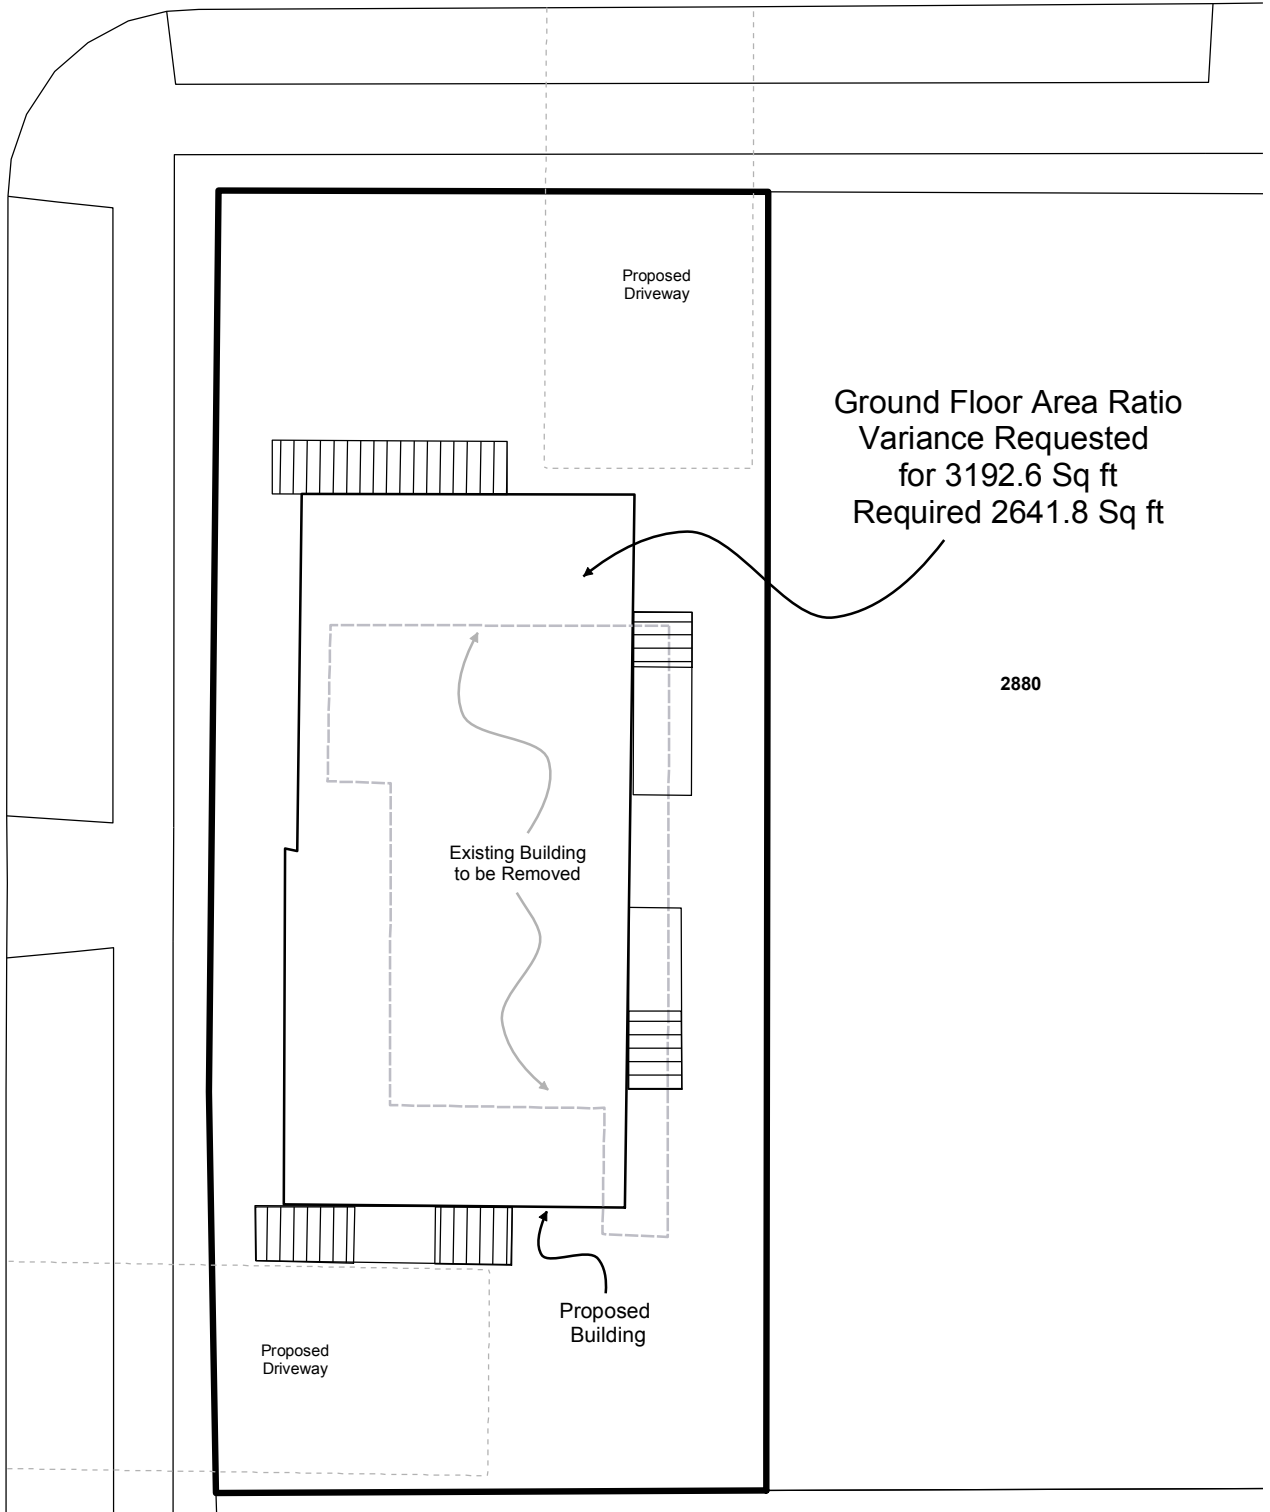 Proposed
Driveway
Ground Floor Area Ratio
Variance Requested
for 3192.6 Sq ft
Required 2641.8 Sq ft
2880
Existing Building
to be Removed
Proposed
Building
Proposed
Driveway